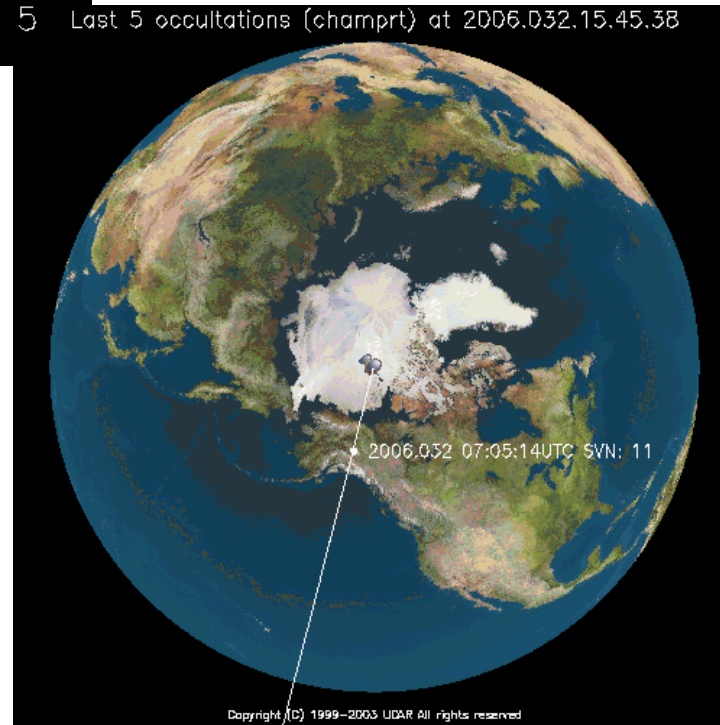 5 Last 5 occultations (champrt) at 2006.032.15.45.38
2006.032 07:05:14UTC SVN: 11
Copyright (C) 1999-2003 UCAR All rights reserved